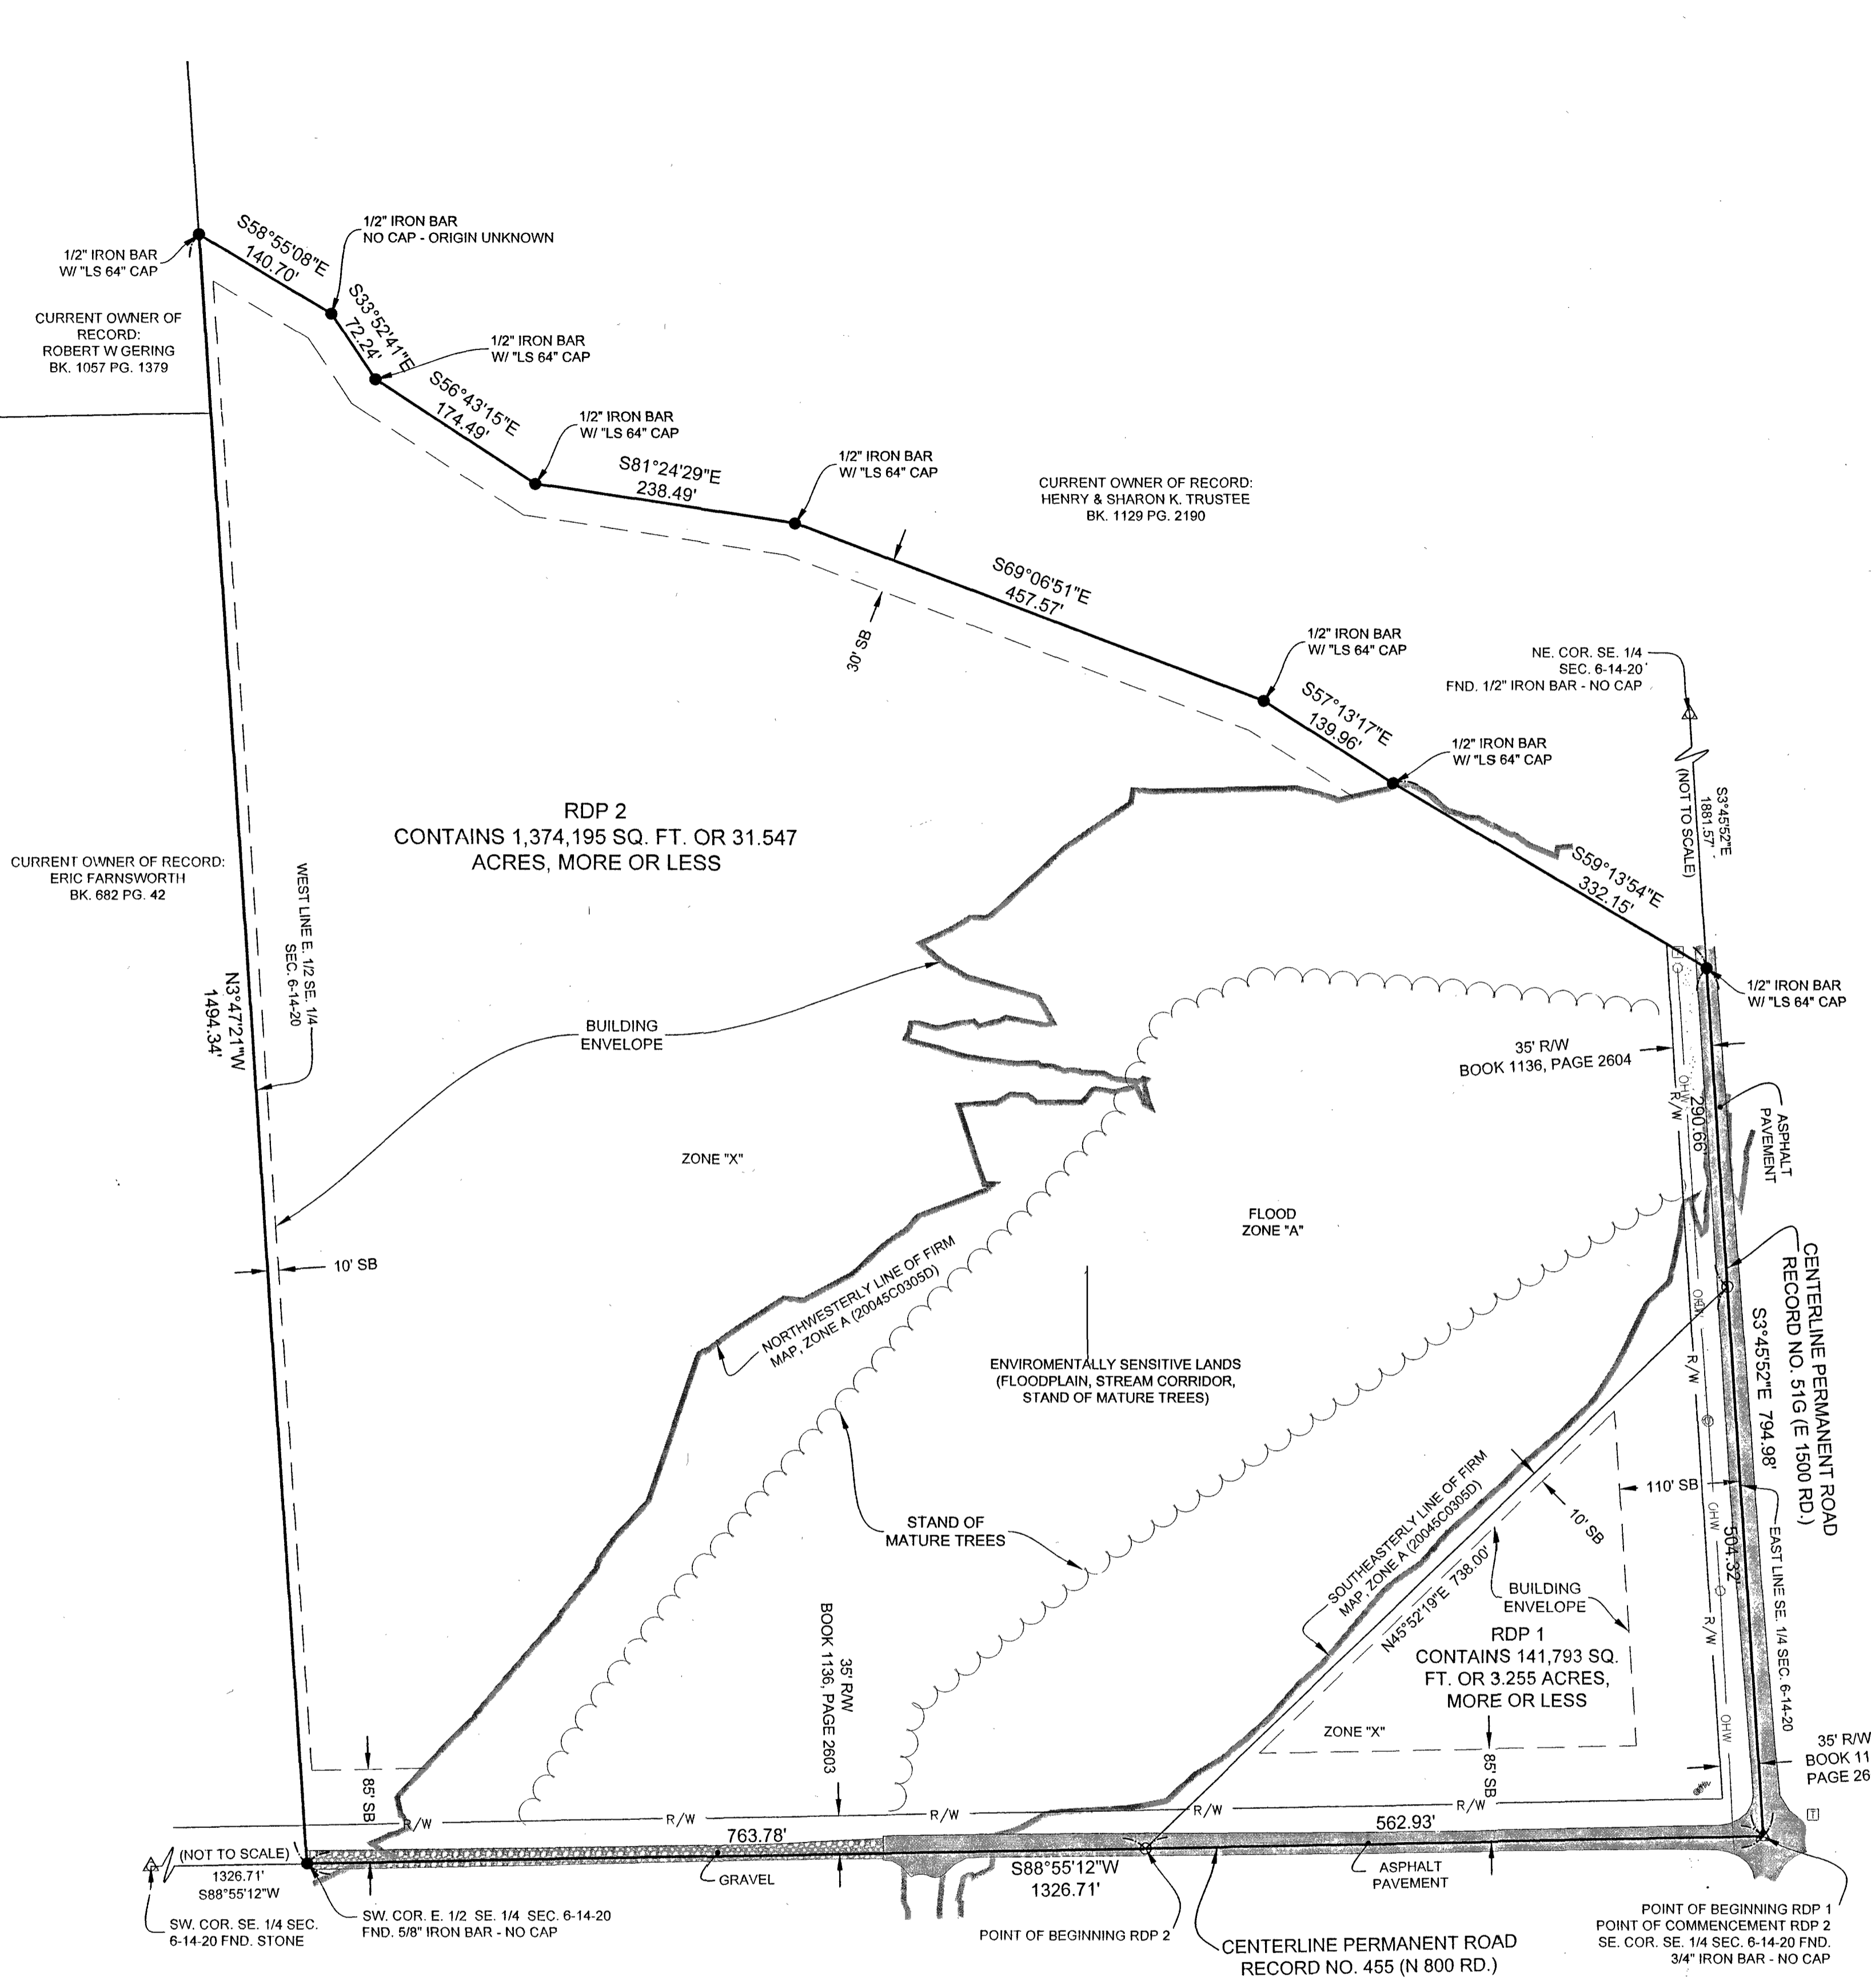 S58°55'08"E
140.70'
1/2" IRON BAR
NO CAP - ORIGIN UNKNOWN
1/2" IRON BAR
W/ "LS 64" CAP
S33°52'41"E
72.24'
CURRENT OWNER OF
RECORD:
ROBERT W GERING
BK. 1057 PG. 1379
1/2" IRON BAR
W/ "LS 64" CAP
S56°43'15"E
174.49'
1/2" IRON BAR
W/ "LS 64" CAP
S81°24'29"E
238.49'
1/2" IRON BAR
W/ "LS 64" CAP
CURRENT OWNER OF RECORD:
HENRY & SHARON K. TRUSTEE
BK. 1129 PG. 2190
S69°06'51"E
457.57'
30' SB
1/2" IRON BAR
W/ "LS 64" CAP
NE. COR. SE. 1/4
SEC. 6-14-20
FND. 1/2" IRON BAR - NO CAP
S57°13'17"E
139.96'
1/2" IRON BAR
W/ "LS 64" CAP
(NOT TO SCALE)
S3°45'52"E
1881.57'
RDP 2
CONTAINS 1,374,195 SQ. FT. OR 31.547
ACRES, MORE OR LESS
CURRENT OWNER OF RECORD:
ERIC FARNSWORTH
BK. 682 PG. 42
WEST LINE E. 1/2 SE. 1/4
SEC. 6-14-20
S59°13'54"E
332.15'
N3°47'21"W
1494.34'
1/2" IRON BAR
W/ "LS 64" CAP
BUILDING
ENVELOPE
35' R/W
BOOK 1136, PAGE 2604
OHW
R/W
290.66'
ASPHALT
PAVEMENT
ZONE "X"
FLOOD
ZONE "A"
10' SB
NORTHWESTERLY LINE OF FIRM
MAP, ZONE A (20045C0305D)
CENTERLINE PERMANENT ROAD
RECORD NO. 51G (E 1500 RD.)
S3°45'52"E 794.98'
OHW
R/W
ENVIROMENTALLY SENSITIVE LANDS
(FLOODPLAIN, STREAM CORRIDOR,
STAND OF MATURE TREES)
SOUTHEASTERLY LINE OF FIRM
MAP, ZONE A (20045C0305D)
110' SB
10' SB
OHW
504.32'
EAST LINE SE. 1/4 SEC. 6-14-20
STAND OF
MATURE TREES
N45°52'19"E 738.00'
BUILDING
ENVELOPE
R/W
RDP 1
CONTAINS 141,793 SQ.
FT. OR 3.255 ACRES,
MORE OR LESS
35' R/W
BOOK 1136, PAGE 2603
ZONE "X"
OHW
85' SB
85' SB
35' R/W
BOOK 11
PAGE 26
R/W
R/W
R/W
R/W
R/W
763.78'
562.93'
(NOT TO SCALE)
1326.71'
S88°55'12"W
GRAVEL
S88°55'12"W
1326.71'
ASPHALT
PAVEMENT
T
SW. COR. SE. 1/4 SEC.
6-14-20 FND. STONE
SW. COR. E. 1/2 SE. 1/4 SEC. 6-14-20
FND. 5/8" IRON BAR - NO CAP
POINT OF BEGINNING RDP 2
CENTERLINE PERMANENT ROAD
RECORD NO. 455 (N 800 RD.)
POINT OF BEGINNING RDP 1
POINT OF COMMENCEMENT RDP 2
SE. COR. SE. 1/4 SEC. 6-14-20 FND.
3/4" IRON BAR - NO CAP